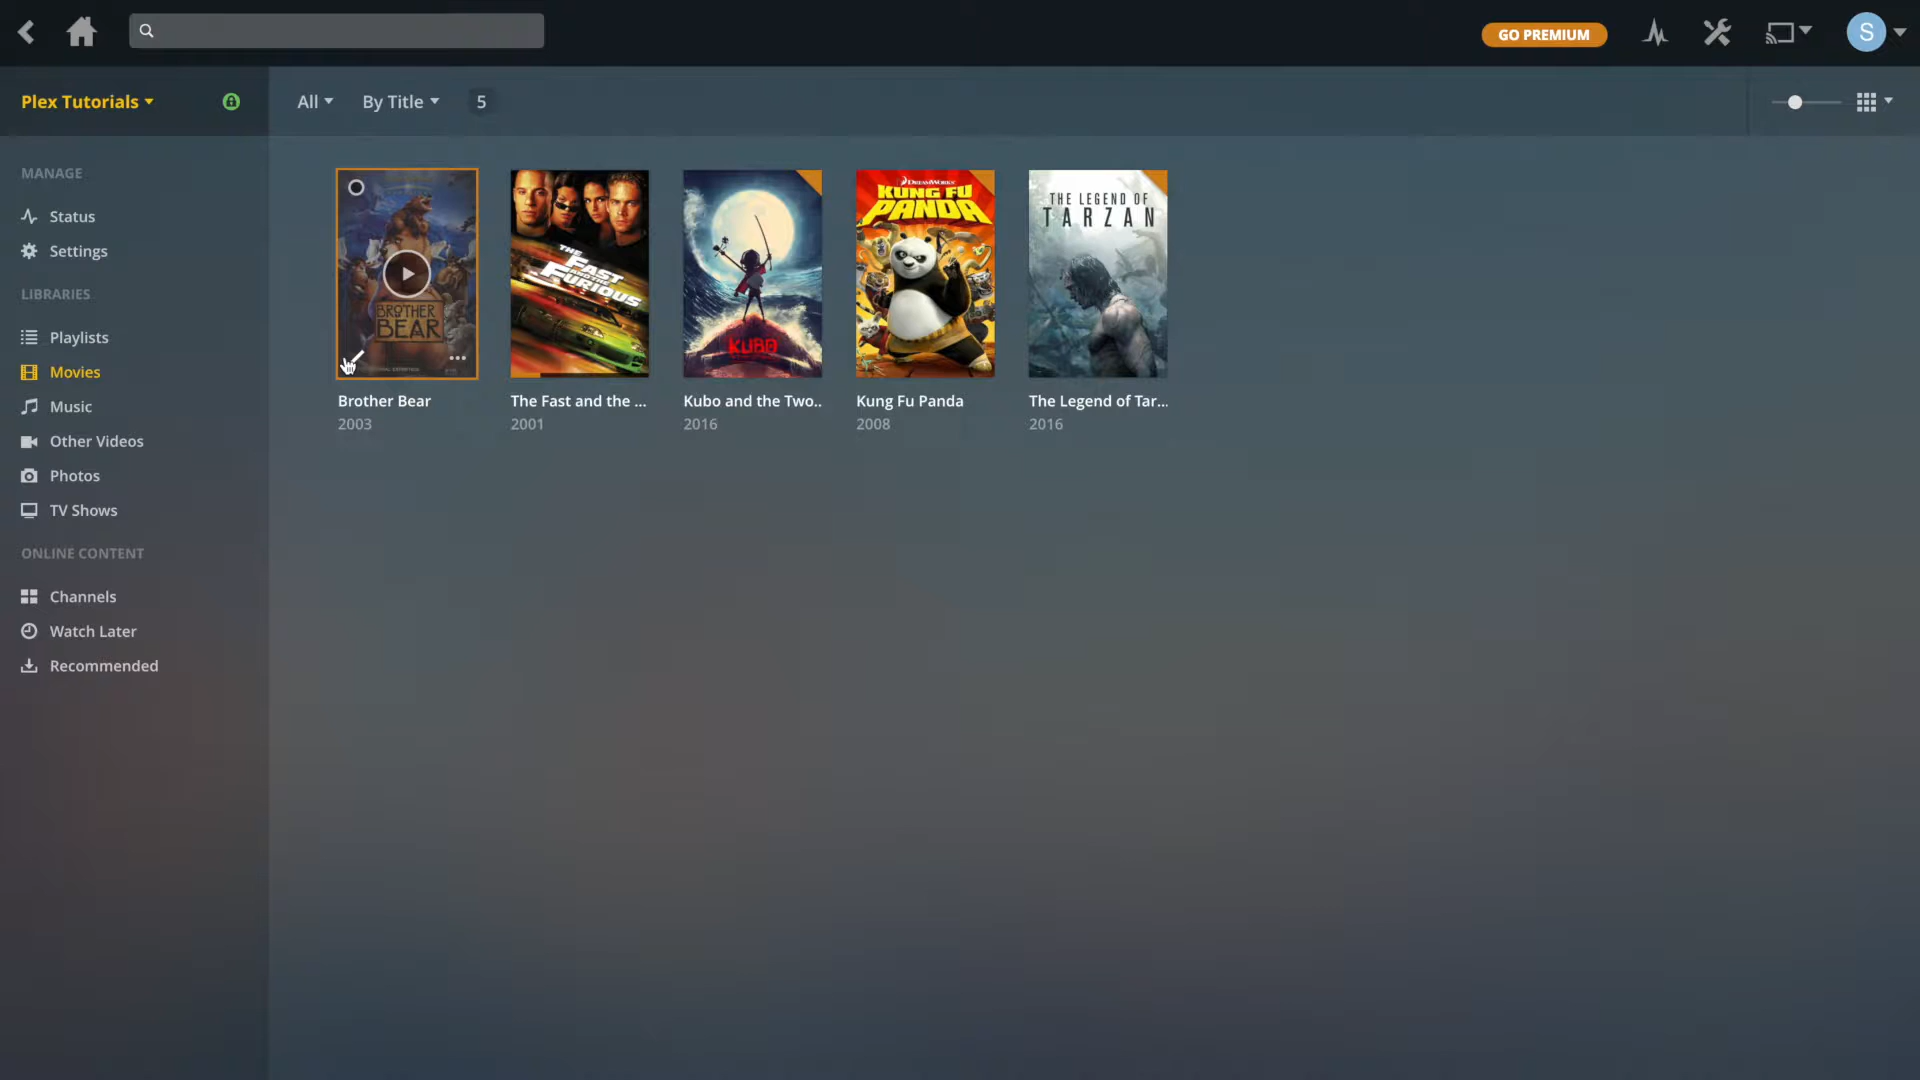 GO PREMIUM
S
Plex Tutorials
All
By Title
5
MANAGE
Status
Settings
LIBRARIES
Playlists
Movies
Music
Other Videos
Photos
TV Shows
ONLINE CONTENT
Channels
Watch Later
Recommended
BROTHER
BEAR
THE
FAST
AND THE
FURIOUS
KUBO
DREAMWORKS
KUNG FU
PANDA
THE LEGEND OF
TARZAN
Brother Bear
2003
The Fast and the ...
2001
Kubo and the Two..
2016
Kung Fu Panda
2008
The Legend of Tar...
2016